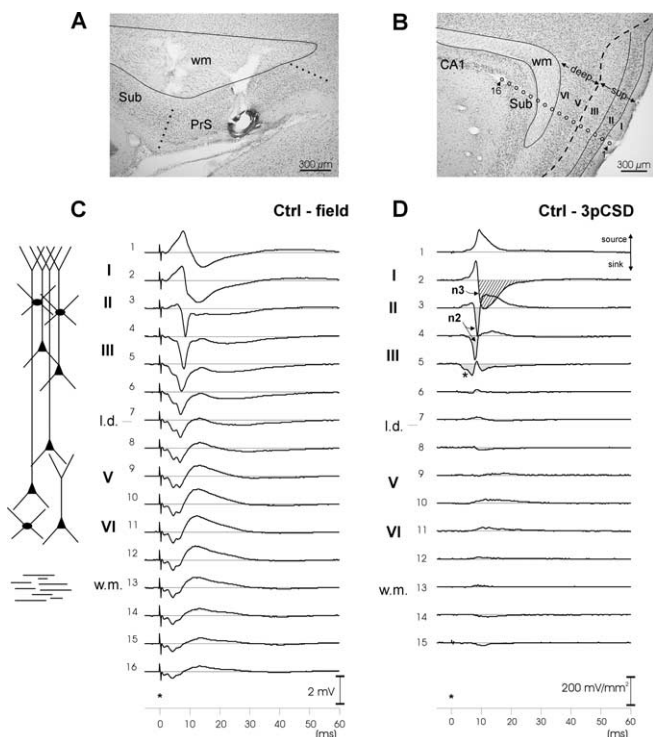 A
wm
Sub
PrS
300 µm
B
CA1
wm
deep
sup
16
Sub
VI
V
III
II
I
1
300 µm
C
Ctrl - field
I
II
III
l.d.
V
VI
w.m.
1
2
3
4
5
6
7
8
9
10
11
12
13
14
15
16
2 mV
*
0 10 20 30 40 50 60
(ms)
D
Ctrl - 3pCSD
source
sink
I
II
III
l.d.
V
VI
w.m.
1
2
n3
3
n2
4
5
*
6
7
8
9
10
11
12
13
14
15
200 mV/mm²
*
0 10 20 30 40 50 60
(ms)